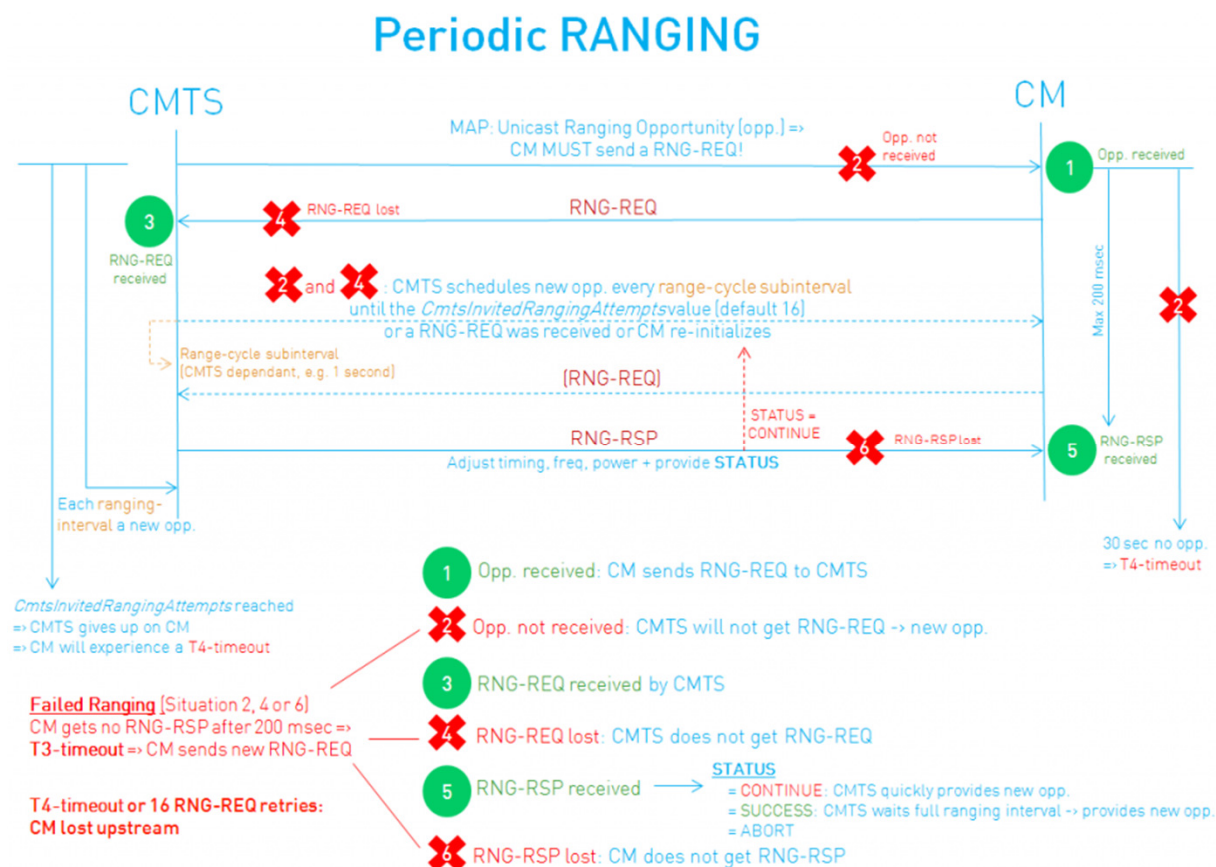 Periodic RANGING
CMTS
CM
MAP: Unicast Ranging Opportunity (opp.) =>
CM MUST send a RNG-REQ!
Opp. not
received
2
1
Opp. received
3
RNG-REQ
received
4
RNG-REQ lost
RNG-REQ
2 and 4 : CMTS schedules new opp. every range-cycle subinterval
until the CmtsInvitedRangingAttemptsvalue (default 16)
or a RNG-REQ was received or CM re-initializes
Max 200 msec
2
Range-cycle subinterval
(CMTS dependant, e.g. 1 second)
(RNG-REQ)
STATUS =
CONTINUE
RNG-RSP
6
RNG-RSP lost
5
RNG-RSP
received
Adjust timing, freq, power + provide STATUS
Each ranging-
interval a new opp.
30 sec no opp.
=> T4-timeout
CmtsInvitedRangingAttempts reached
=> CMTS gives up on CM
=> CM will experience a T4-timeout
1 Opp. received: CM sends RNG-REQ to CMTS
2 Opp. not received: CMTS will not get RNG-REQ -> new opp.
3 RNG-REQ received by CMTS
4 RNG-REQ lost: CMTS does not get RNG-REQ
5 RNG-RSP received
STATUS
= CONTINUE: CMTS quickly provides new opp.
= SUCCESS: CMTS waits full ranging interval -> provides new opp.
= ABORT
6 RNG-RSP lost: CM does not get RNG-RSP
Failed Ranging (Situation 2, 4 or 6)
CM gets no RNG-RSP after 200 msec =>
T3-timeout => CM sends new RNG-REQ
T4-timeout or 16 RNG-REQ retries:
CM lost upstream